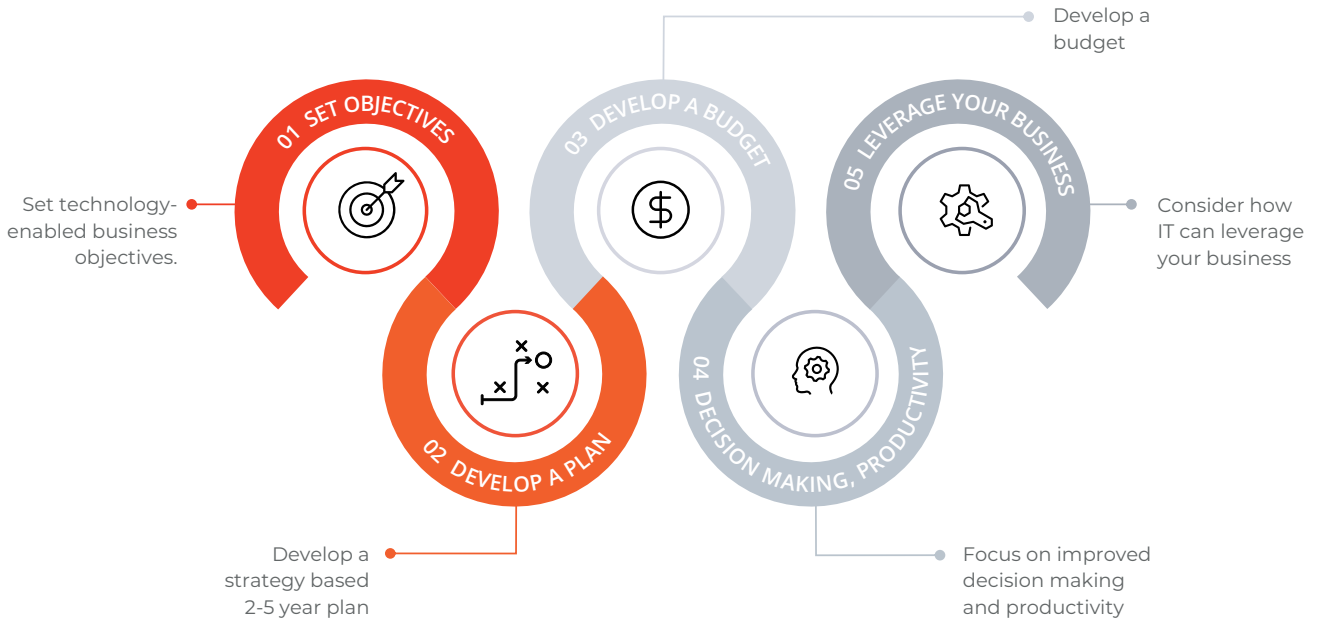 01 SET OBJECTIVES
Set technology-
enabled business
objectives.
02 DEVELOP A PLAN
Develop a
strategy based
2-5 year plan
03 DEVELOP A BUDGET
Develop a
budget
04 DECISION MAKING, PRODUCTIVITY
Focus on improved
decision making
and productivity
05 LEVERAGE YOUR BUSINESS
Consider how
IT can leverage
your business